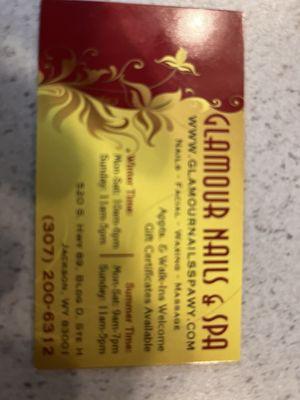 GLAMOUR NAILS & SPA
WWW.GLAMOURNAILSSPAWY.COM
NAILS - FACIAL - WAXING - MASSAGE
Appts. & Walk-Ins Welcome
Gift Certificates Available
Winter Time: | Summer Time:
Mon-Sat: 10am-6pm | Mon-Sat: 9am-7pm
Sunday: 11am-5pm | Sunday: 11am-5pm
520 S. HWY 89, BLDG D, STE H
JACKSON, WY 83001
(307) 200-6312